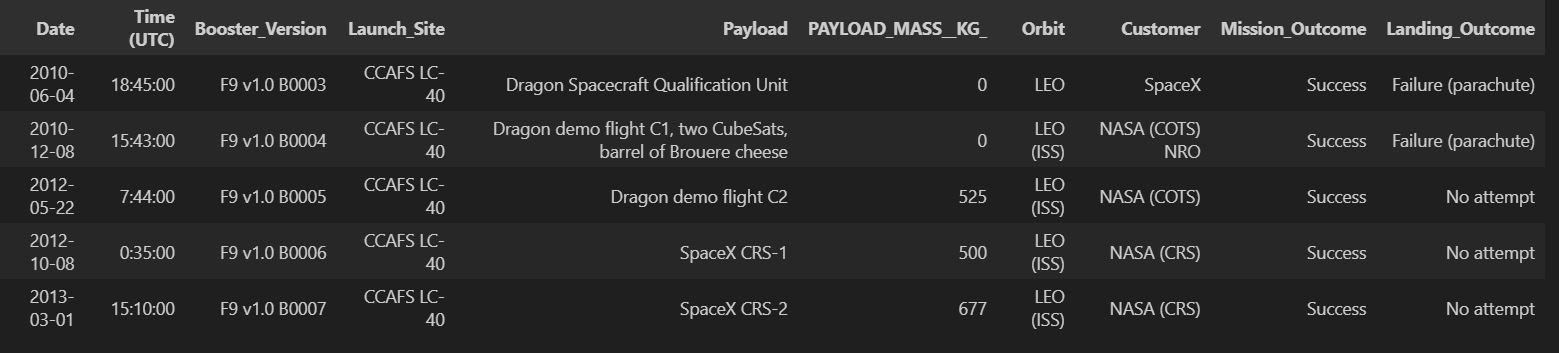 Date Time (UTC) Booster_Version Launch_Site Payload PAYLOAD_MASS__KG_ Orbit Customer Mission_Outcome Landing_Outcome
2010-06-04 18:45:00 F9 v1.0 B0003 CCAFS LC-40 Dragon Spacecraft Qualification Unit 0 LEO SpaceX Success Failure (parachute)
2010-12-08 15:43:00 F9 v1.0 B0004 CCAFS LC-40 Dragon demo flight C1, two CubeSats, barrel of Brouere cheese 0 LEO (ISS) NASA (COTS) NRO Success Failure (parachute)
2012-05-22 7:44:00 F9 v1.0 B0005 CCAFS LC-40 Dragon demo flight C2 525 LEO (ISS) NASA (COTS) Success No attempt
2012-10-08 0:35:00 F9 v1.0 B0006 CCAFS LC-40 SpaceX CRS-1 500 LEO (ISS) NASA (CRS) Success No attempt
2013-03-01 15:10:00 F9 v1.0 B0007 CCAFS LC-40 SpaceX CRS-2 677 LEO (ISS) NASA (CRS) Success No attempt